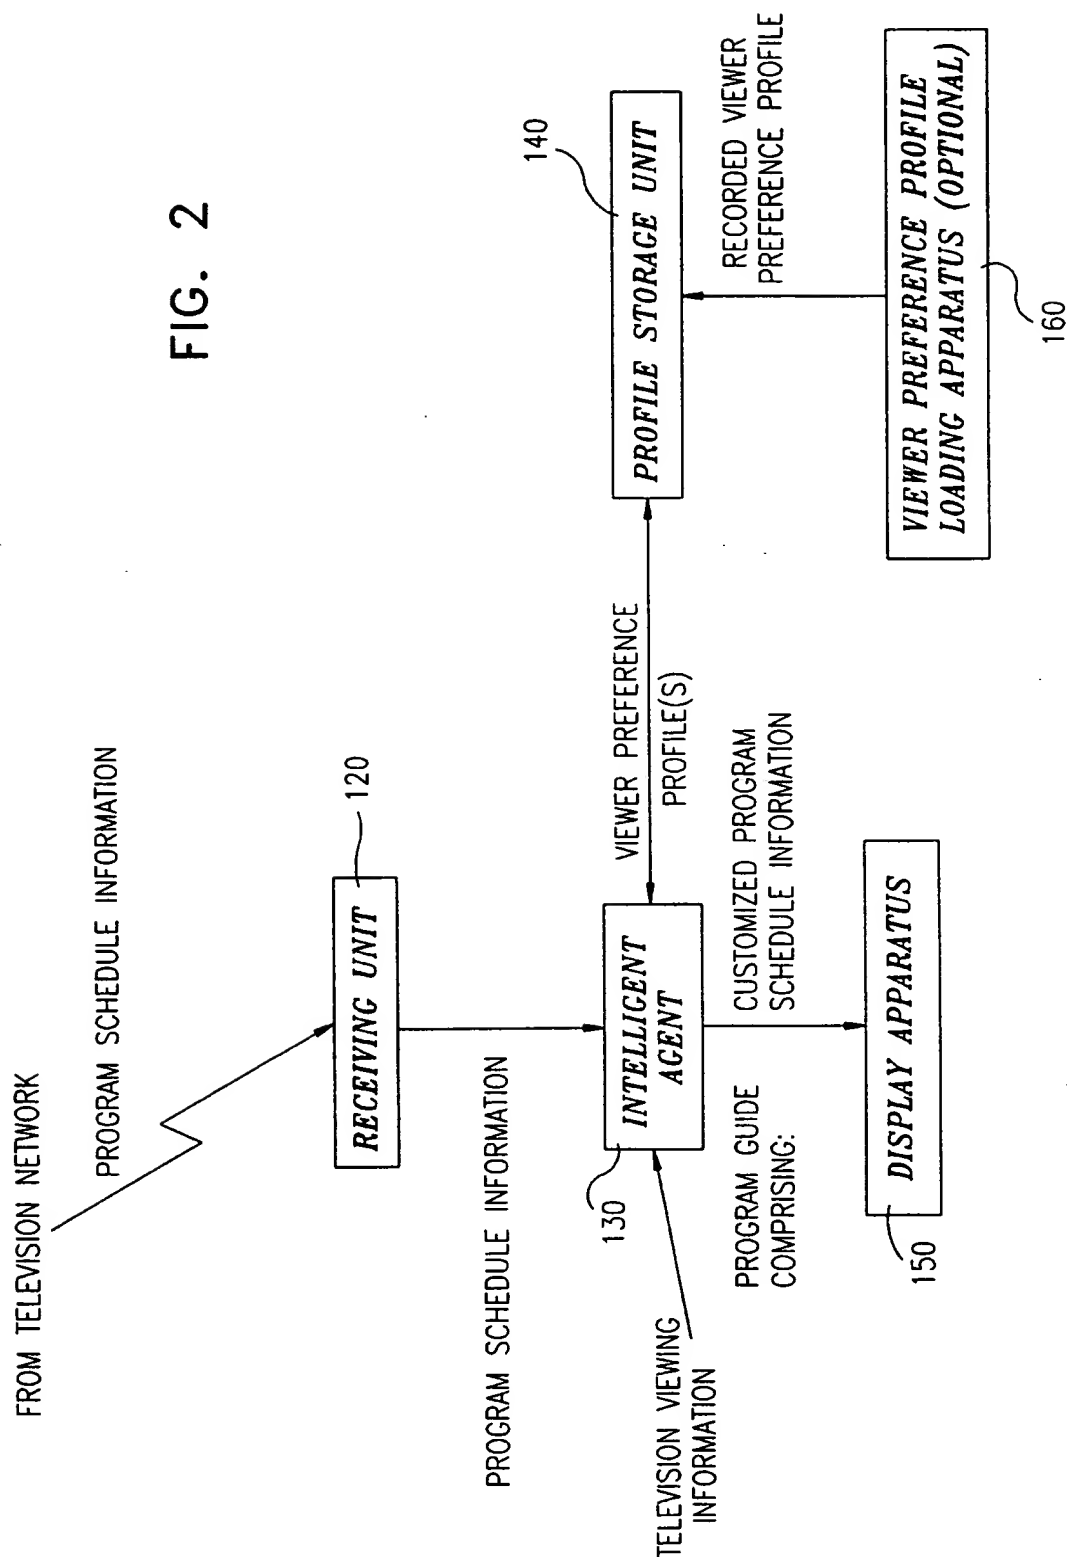 FIG. 2
FROM TELEVISION NETWORK
PROGRAM SCHEDULE INFORMATION
RECEIVING UNIT
120
PROGRAM SCHEDULE INFORMATION
TELEVISION VIEWING
INFORMATION
130
INTELLIGENT
AGENT
VIEWER PREFERENCE
PROFILE(S)
140
PROFILE STORAGE UNIT
PROGRAM GUIDE
COMPRISING:
CUSTOMIZED PROGRAM
SCHEDULE INFORMATION
RECORDED VIEWER
PREFERENCE PROFILE
150
DISPLAY APPARATUS
VIEWER PREFERENCE PROFILE
LOADING APPARATUS (OPTIONAL)
160